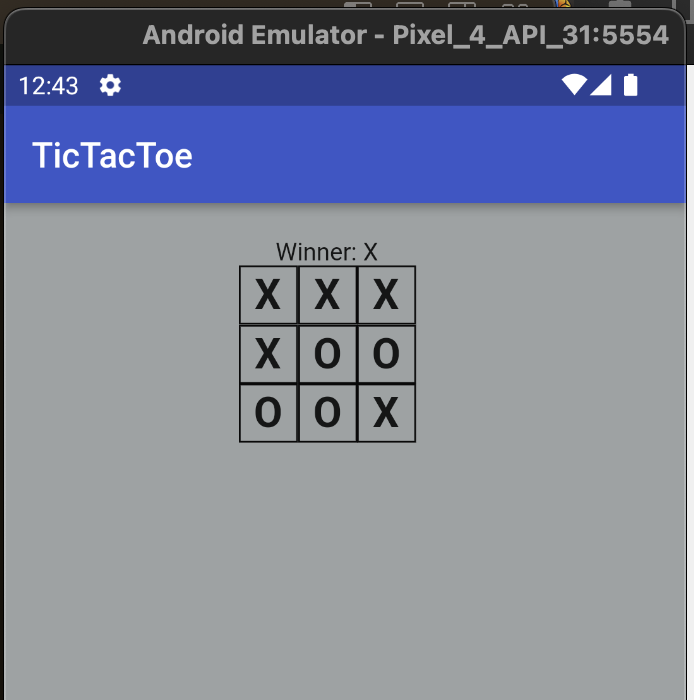 Android Emulator - Pixel_4_API_31:5554
12:43
TicTacToe
Winner: X
X X X
X O O
O O X